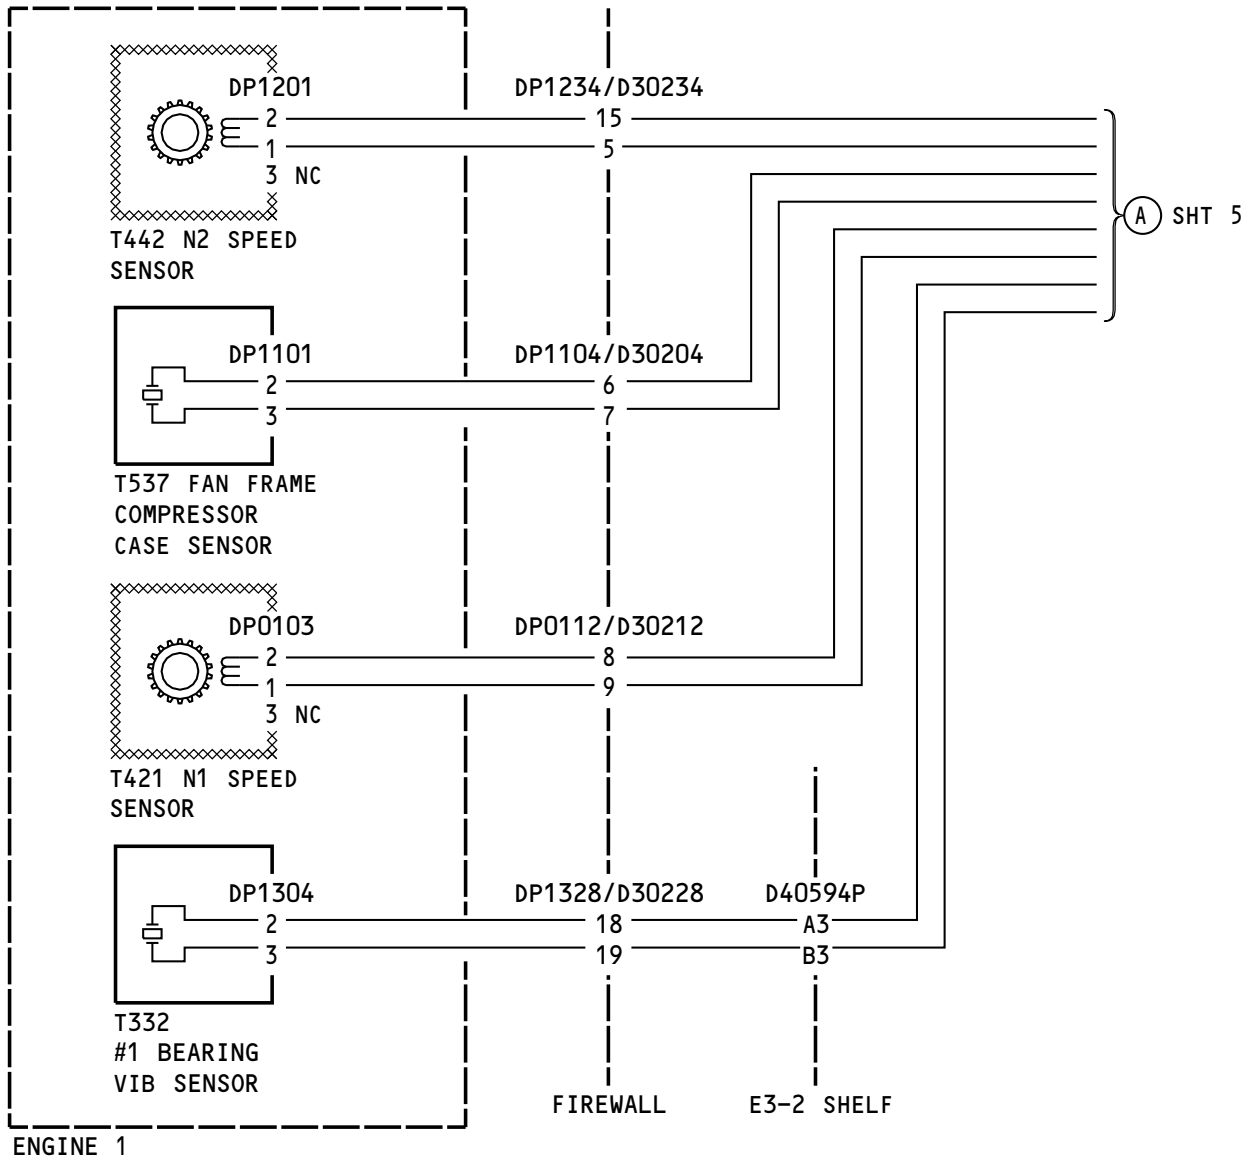 DP1201 DP1234/D30234
2 15
1 5
3 NC
A SHT 5
T442 N2 SPEED
SENSOR
DP1101 DP1104/D30204
2 6
3 7
T537 FAN FRAME
COMPRESSOR
CASE SENSOR
DP0103 DP0112/D30212
2 8
1 9
3 NC
T421 N1 SPEED
SENSOR
DP1304 DP1328/D30228 D40594P
2 18 A3
3 19 B3
T332
#1 BEARING
VIB SENSOR
FIREWALL E3-2 SHELF
ENGINE 1